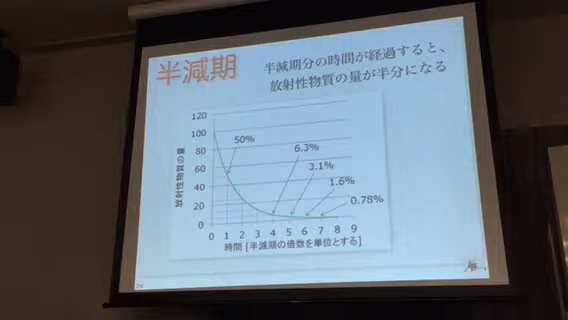 半減期
半減期分の時間が経過すると、
放射性物質の量が半分になる
放射性物質の量
120
100
80
60
40
20
0
50%
6.3%
3.1%
1.6%
0.78%
0 1 2 3 4 5 6 7 8 9
時間 [半減期の倍数を単位とする]